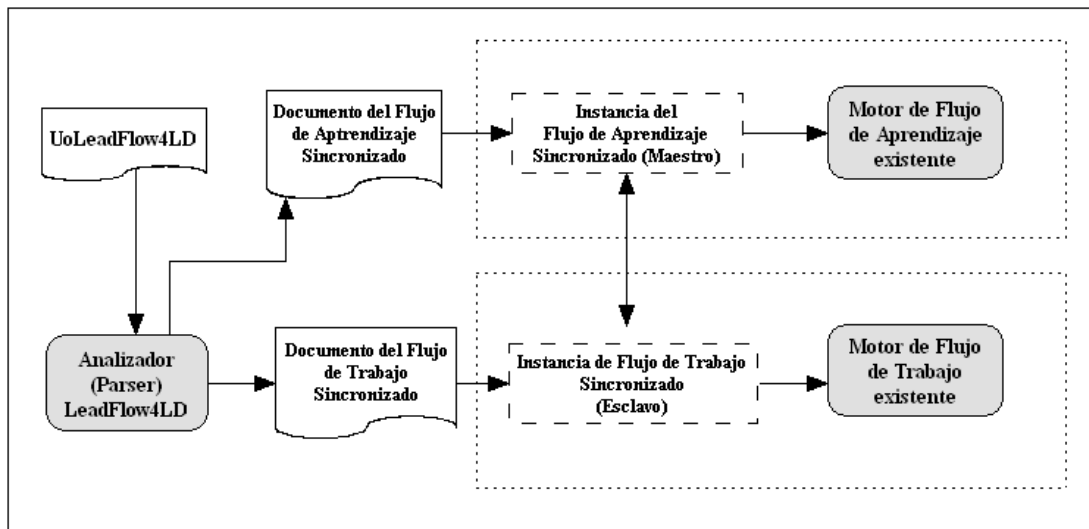 UoLeadFlow4LD
Documento del Flujo
de Aptrendizaje
Sincronizado
Instancia del
Flujo de Aprendizaje
Sincronizado (Maestro)
Motor de Flujo
de Aprendizaje
existente
Analizador
(Parser)
LeadFlow4LD
Documento del Flujo
de Trabajo
Sincronizado
Instancia de Flujo de Trabajo
Sincronizado
(Esclavo)
Motor de Flujo
de Trabajo
existente